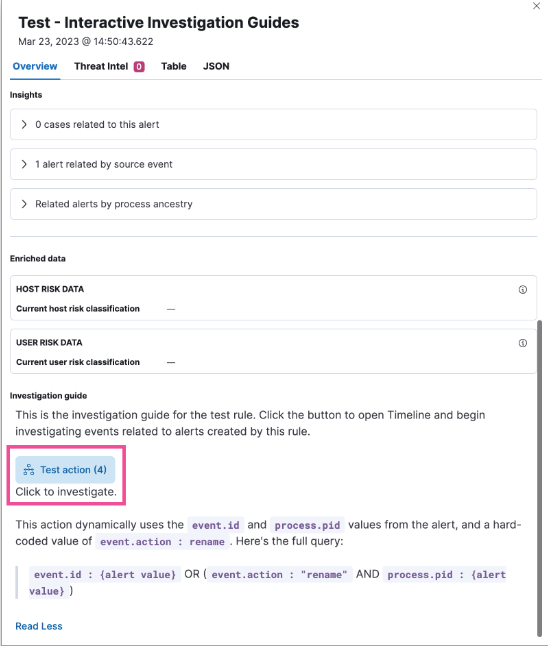 Test - Interactive Investigation Guides
Mar 23, 2023 @ 14:50:43.622
Overview Threat Intel 0 Table JSON
Insights
0 cases related to this alert
1 alert related by source event
Related alerts by process ancestry
Enriched data
HOST RISK DATA
Current host risk classification —
USER RISK DATA
Current user risk classification —
Investigation guide
This is the investigation guide for the test rule. Click the button to open Timeline and begin
investigating events related to alerts created by this rule.
Test action (4)
Click to investigate.
This action dynamically uses the event.id and process.pid values from the alert, and a hard-
coded value of event.action : rename . Here's the full query:
event.id : {alert value} OR ( event.action : "rename" AND process.pid : {alert
value} )
Read Less